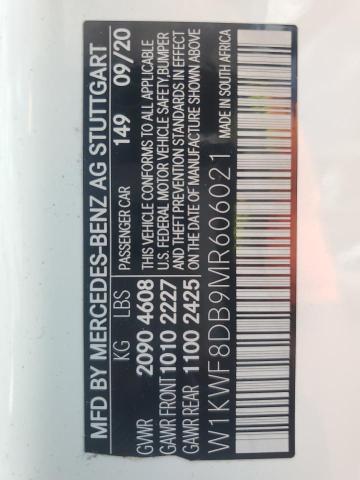 MFD BY MERCEDES-BENZ AG STUTTGART
KG LBS PASSENGER CAR 149 09/20
GVWR 2090 4608 THIS VEHICLE CONFORMS TO ALL APPLICABLE
GAWR FRONT 1010 2227 U.S. FEDERAL MOTOR VEHICLE SAFETY,BUMPER
GAWR REAR 1100 2425 AND THEFT PREVENTION STANDARDS IN EFFECT
ON THE DATE OF MANUFACTURE SHOWN ABOVE
W1KWF8DB9MR606021 MADE IN SOUTH AFRICA